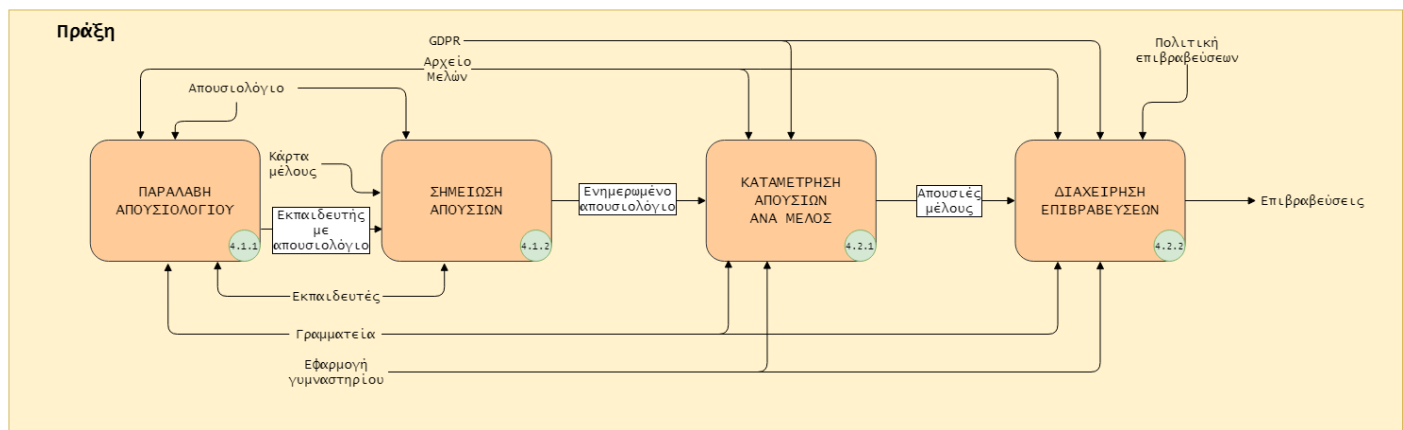 Πράξη
GDPR
Αρχείο
Μελών
Πολιτική
επιβραβεύσεων
Απουσιολόγιο
Κάρτα
μέλους
ΠΑΡΑΛΑΒΗ
ΑΠΟΥΣΙΟΛΟΓΙΟΥ
4.1.1
Εκπαιδευτής
με
απουσιολόγιο
ΣΗΜΕΙΩΣΗ
ΑΠΟΥΣΙΩΝ
4.1.2
Ενημερωμένο
απουσιολόγιο
ΚΑΤΑΜΕΤΡΗΣΗ
ΑΠΟΥΣΙΩΝ
ΑΝΑ ΜΕΛΟΣ
4.2.1
Απουσιές
μέλους
ΔΙΑΧΕΙΡΗΣΗ
ΕΠΙΒΡΑΒΕΥΣΕΩΝ
4.2.2
Επιβραβεύσεις
Εκπαιδευτές
Γραμματεία
Εφαρμογή
γυμναστηρίου